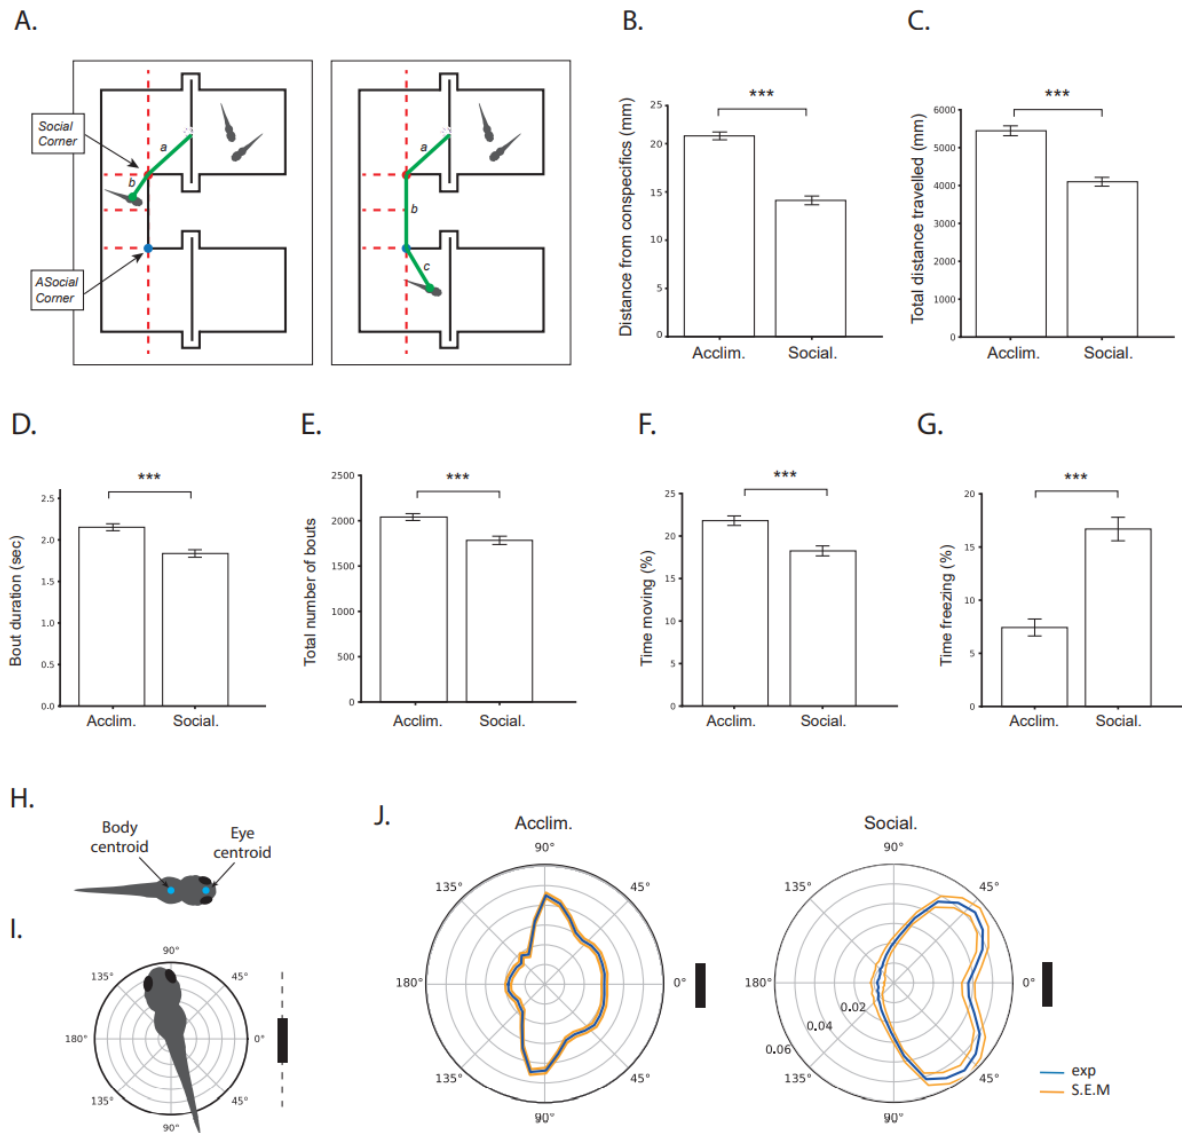 A.
Social
Corner
ASocial
Corner
a
b
a
b
c
B.
***
Distance from conspecifics (mm)
25
20
15
10
5
0
Acclim.
Social.
C.
***
Total distance travelled (mm)
6000
5000
4000
3000
2000
1000
0
Acclim.
Social.
D.
***
Bout duration (sec)
2.5
2.0
1.5
1.0
0.5
0.0
Acclim.
Social.
E.
***
Total number of bouts
2500
2000
1500
1000
500
0
Acclim.
Social.
F.
***
Time moving (%)
25
20
15
10
5
0
Acclim.
Social.
G.
***
Time freezing (%)
20
15
10
5
0
Acclim.
Social.
H.
Body
centroid
Eye
centroid
I.
90°
135°
45°
180°
0°
135°
45°
90°
J.
Acclim.
90°
135°
45°
180°
0°
135°
45°
90°
Social.
90°
135°
45°
180°
0°
0.02
0.04
0.06
135°
45°
90°
exp
S.E.M